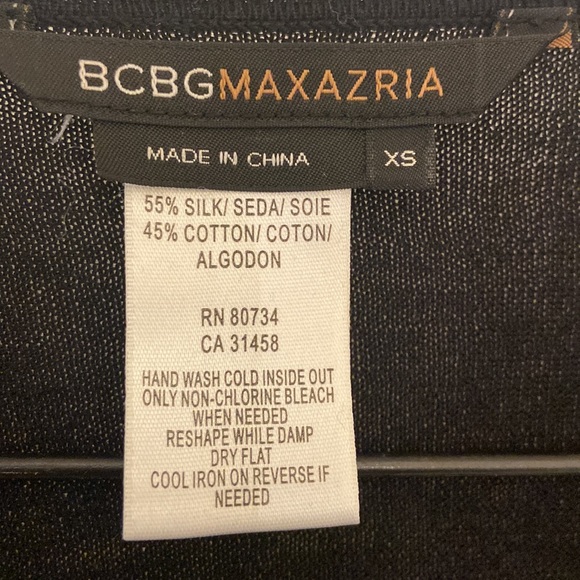 BCBGMAXAZRIA
MADE IN CHINA XS
55% SILK/ SEDA/ SOIE
45% COTTON/ COTON/
ALGODON
RN 80734
CA 31458
HAND WASH COLD INSIDE OUT
ONLY NON-CHLORINE BLEACH
WHEN NEEDED
RESHAPE WHILE DAMP
DRY FLAT
COOL IRON ON REVERSE IF
NEEDED